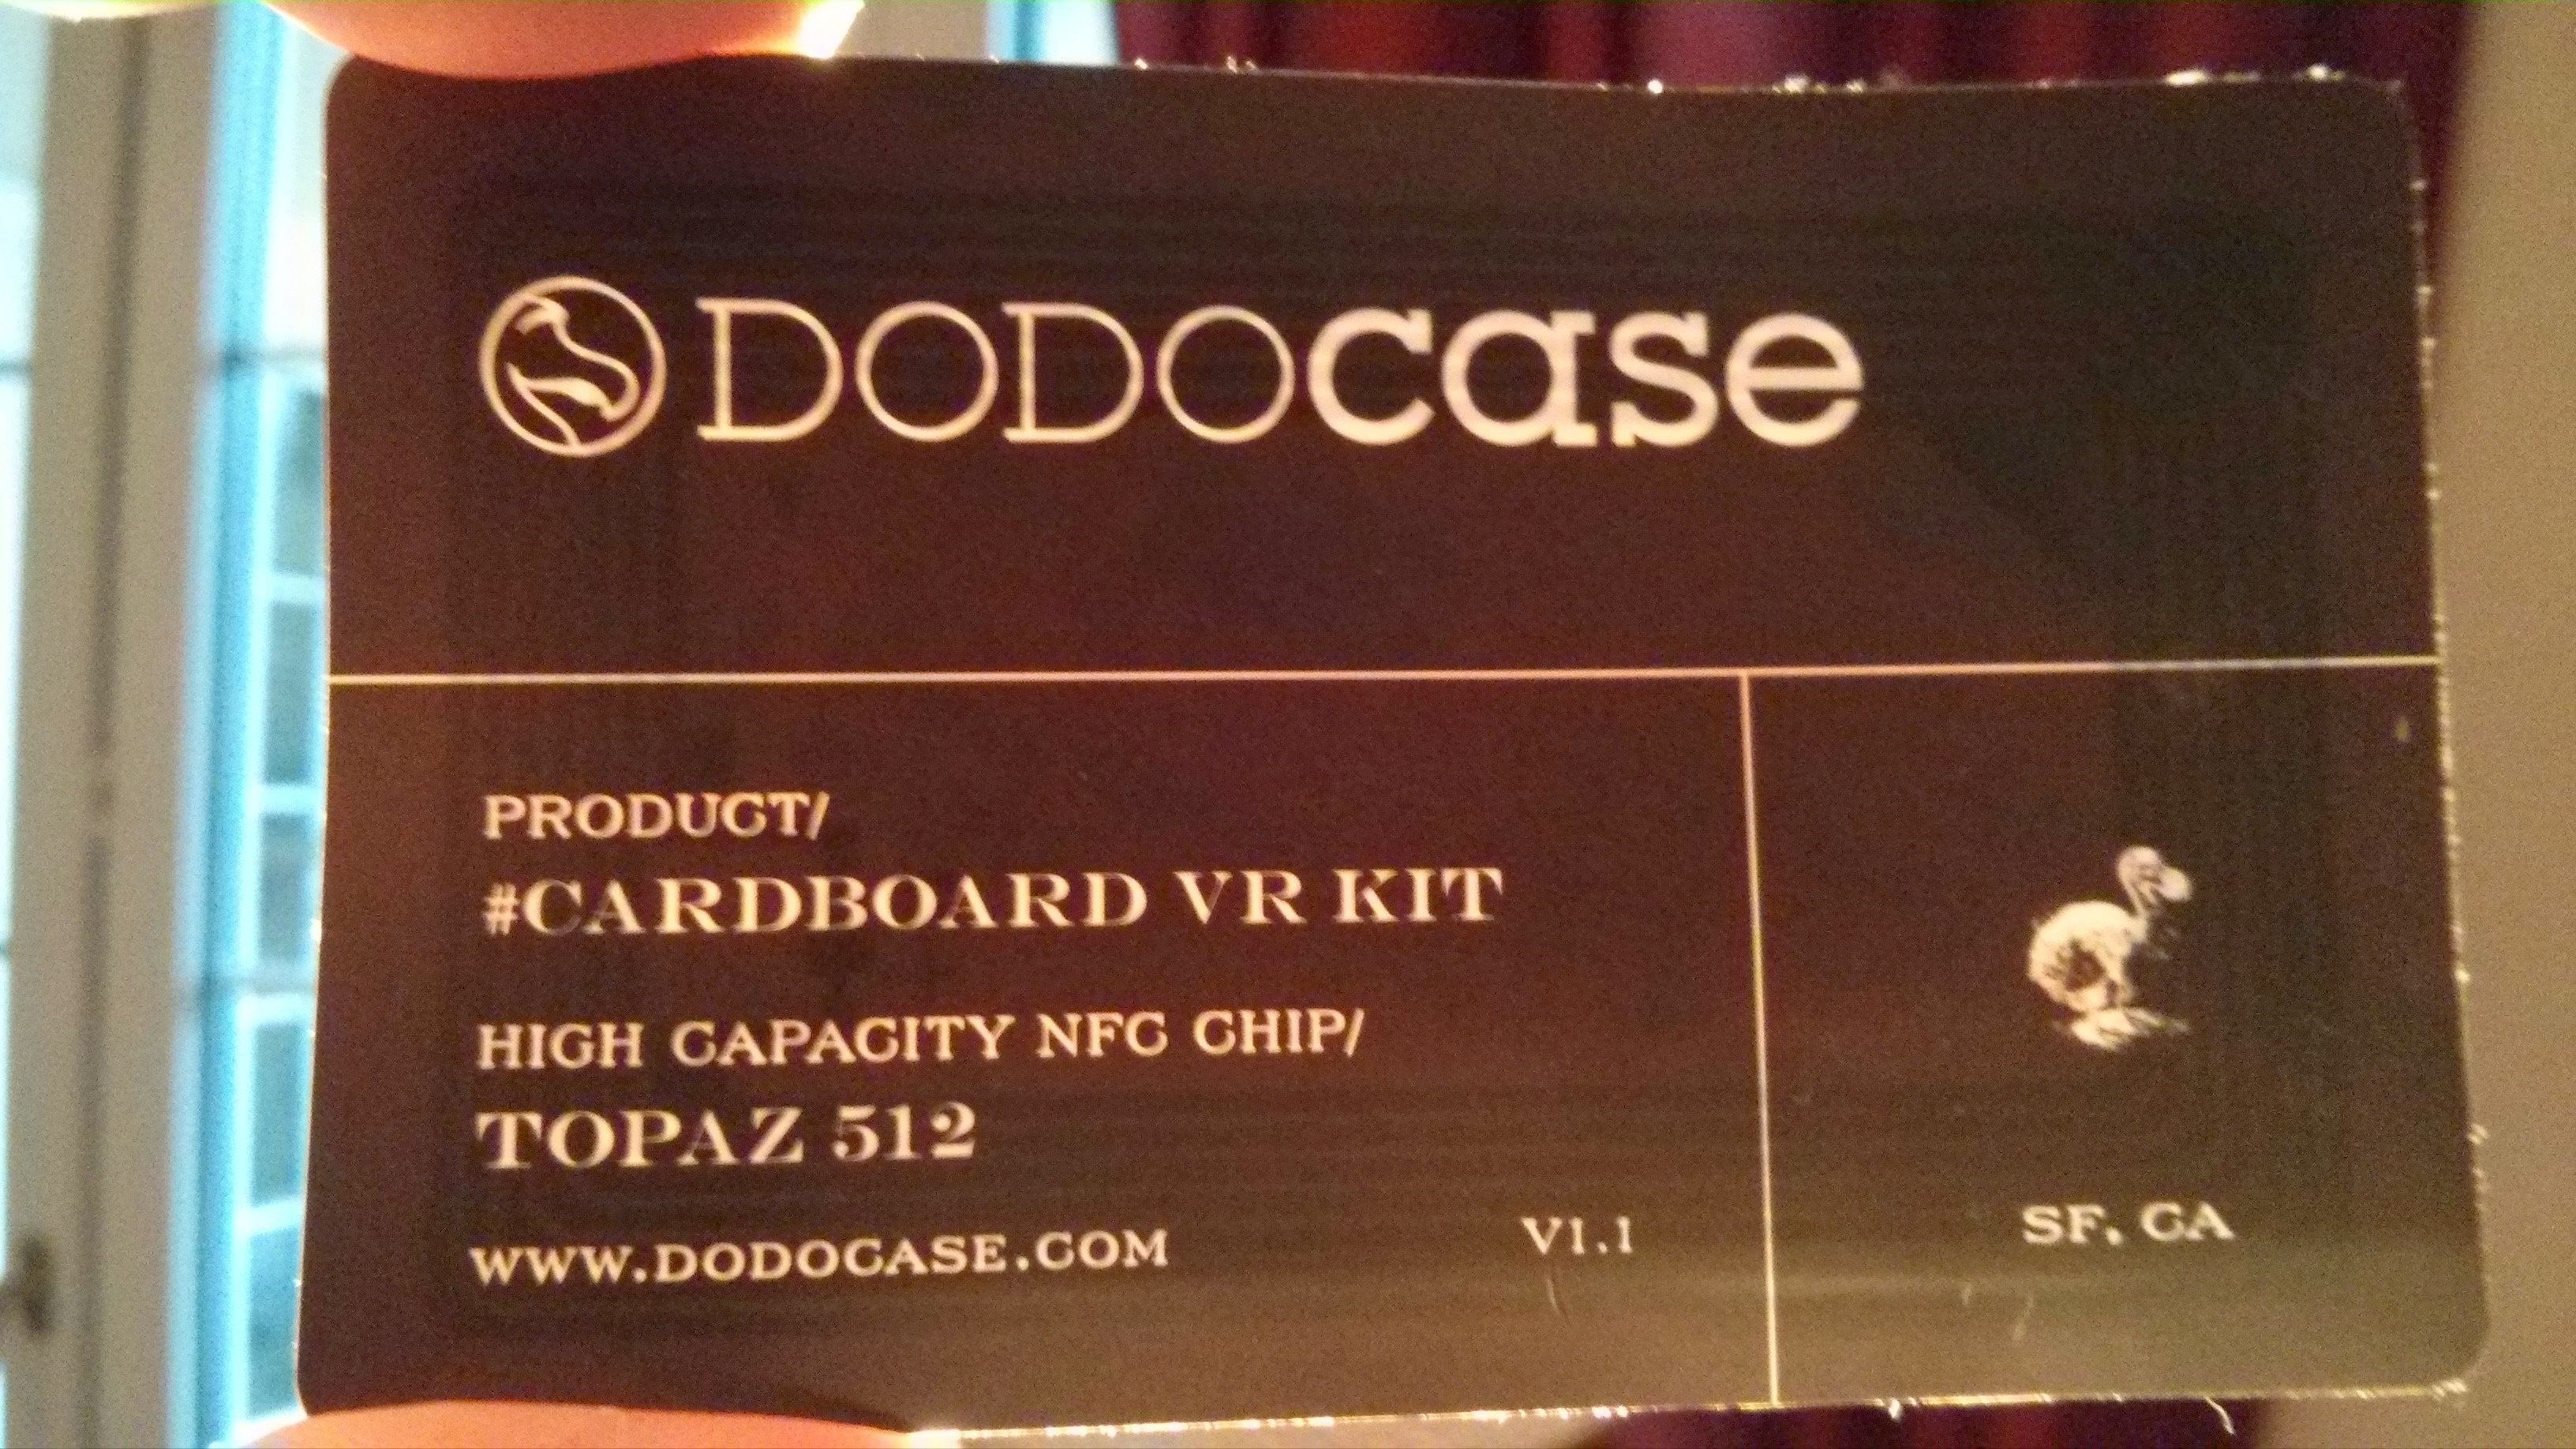 DODOcase
PRODUCT/
#CARDBOARD VR KIT
HIGH CAPACITY NFC CHIP/
TOPAZ 512
WWW.DODOCASE.COM
V1.1
SF, CA